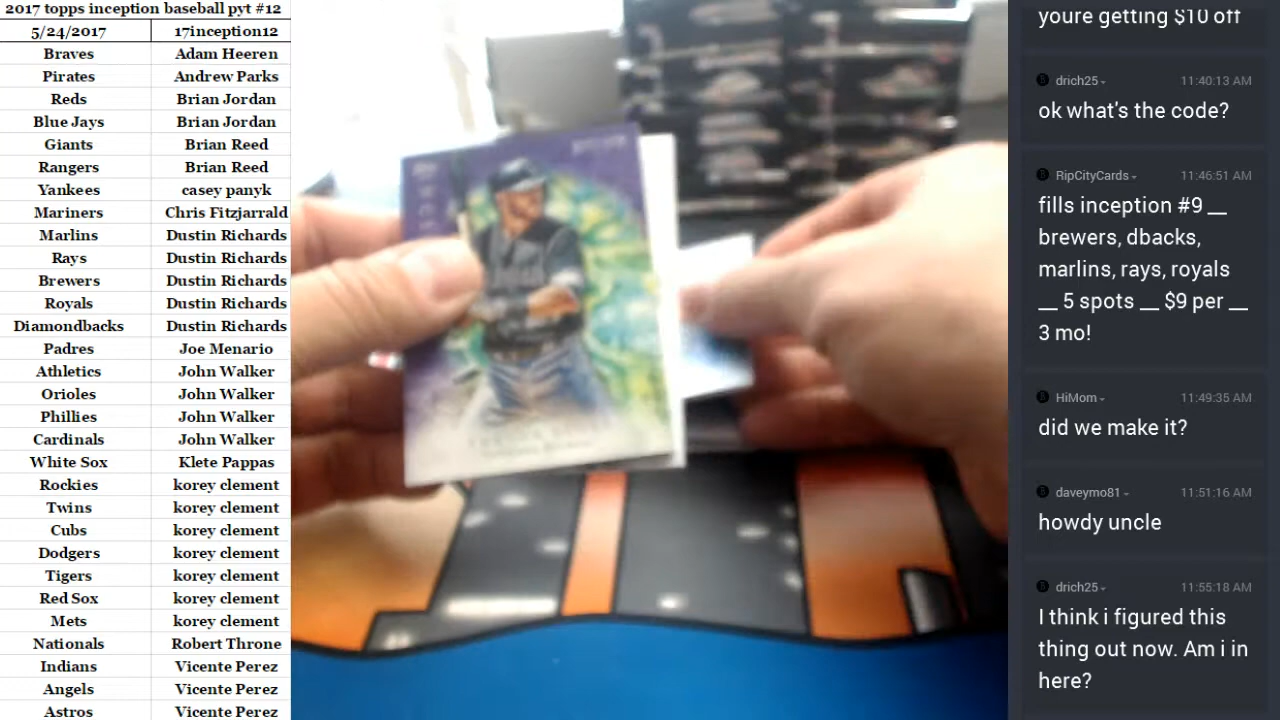 2017 topps inception baseball pyt #12
5/24/2017 17inception12
Braves Adam Heeren
Pirates Andrew Parks
Reds Brian Jordan
Blue Jays Brian Jordan
Giants Brian Reed
Rangers Brian Reed
Yankees casey panyk
Mariners Chris Fitzjarrald
Marlins Dustin Richards
Rays Dustin Richards
Brewers Dustin Richards
Royals Dustin Richards
Diamondbacks Dustin Richards
Padres Joe Menario
Athletics John Walker
Orioles John Walker
Phillies John Walker
Cardinals John Walker
White Sox Klete Pappas
Rockies korey clement
Twins korey clement
Cubs korey clement
Dodgers korey clement
Tigers korey clement
Red Sox korey clement
Mets korey clement
Nationals Robert Throne
Indians Vicente Perez
Angels Vicente Perez
Astros Vicente Perez
youre getting $10 off
drich25 11:40:13 AM
ok what's the code?
RipCityCards 11:46:51 AM
fills inception #9 __
brewers, dbacks,
marlins, rays, royals
__ 5 spots __ $9 per __
3 mo!
HiMom 11:49:35 AM
did we make it?
daveymo81 11:51:16 AM
howdy uncle
drich25 11:55:18 AM
I think i figured this
thing out now. Am i in
here?